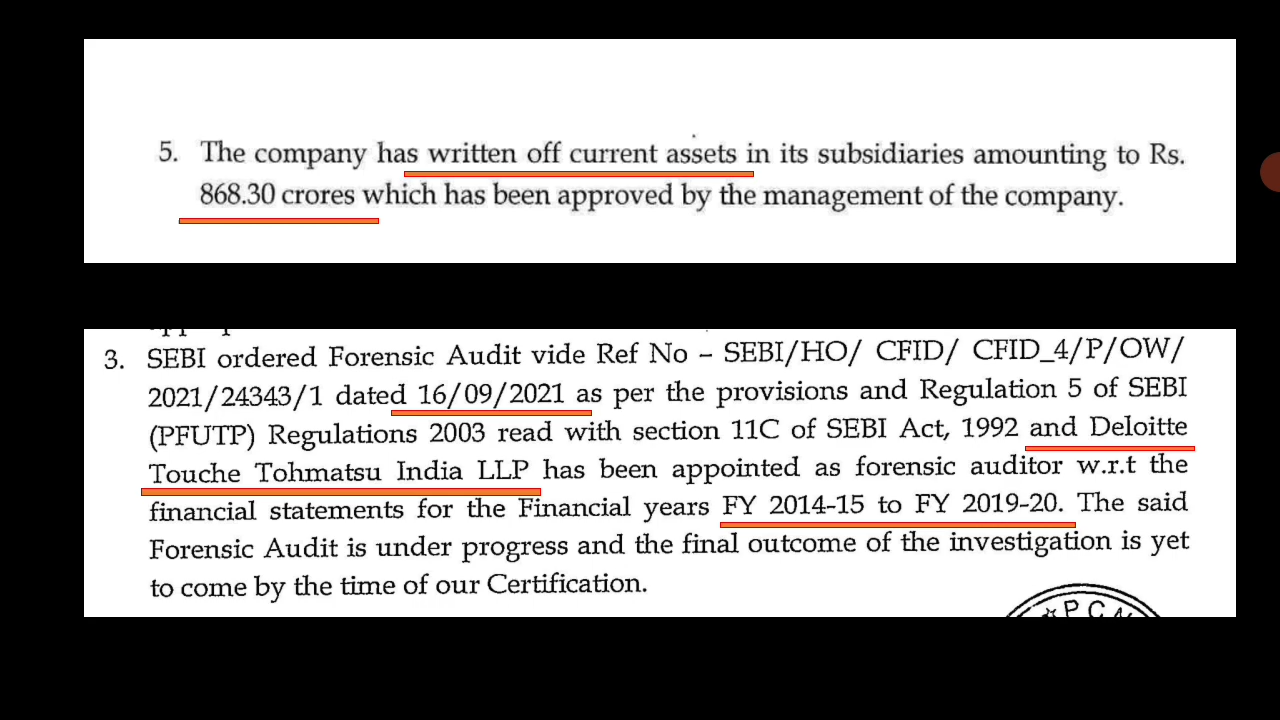 5. The company has written off current assets in its subsidiaries amounting to Rs.
868.30 crores which has been approved by the management of the company.
3. SEBI ordered Forensic Audit vide Ref No – SEBI/HO/ CFID/ CFID_4/P/OW/
2021/24343/1 dated 16/09/2021 as per the provisions and Regulation 5 of SEBI
(PFUTP) Regulations 2003 read with section 11C of SEBI Act, 1992 and Deloitte
Touche Tohmatsu India LLP has been appointed as forensic auditor w.r.t the
financial statements for the Financial years FY 2014-15 to FY 2019-20. The said
Forensic Audit is under progress and the final outcome of the investigation is yet
to come by the time of our Certification.